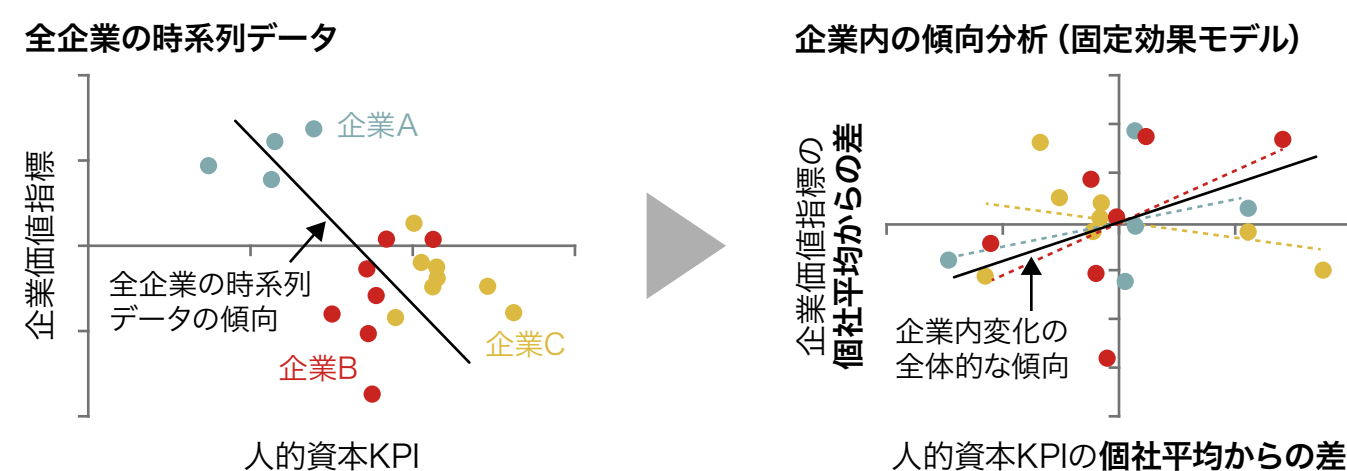 全企業の時系列データ
企業価値指標
企業A
全企業の時系列
データの傾向
企業B
企業C
人的資本KPI
企業内の傾向分析（固定効果モデル）
企業価値指標の
個社平均からの差
企業内変化の
全体的な傾向
人的資本KPIの個社平均からの差